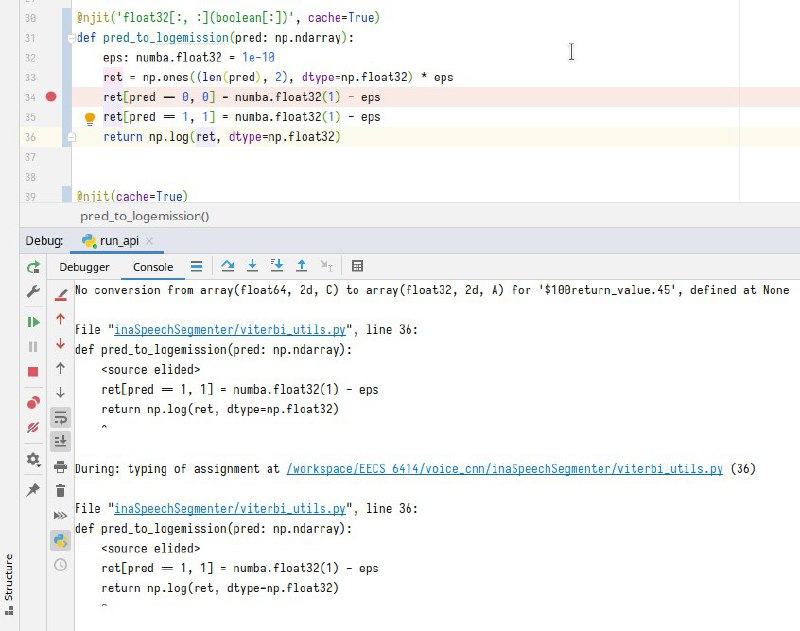 30 @njit('float32[:, :](boolean[:])', cache=True)
31 def pred_to_logemission(pred: np.ndarray):
32 eps: numba.float32 = 1e-10
33 ret = np.ones((len(pred), 2), dtype=np.float32) * eps
34 ret[pred == 0, 0] = numba.float32(1) - eps
35 ret[pred == 1, 1] = numba.float32(1) - eps
36 return np.log(ret, dtype=np.float32)
37
38
39 @njit(cache=True)
pred_to_logemission()
Debug: run_api ×
Debugger Console
No conversion from array(float64, 2d, C) to array(float32, 2d, A) for '$100return_value.45', defined at None
File "inaSpeechSegmenter/viterbi_utils.py", line 36:
def pred_to_logemission(pred: np.ndarray):
<source elided>
ret[pred == 1, 1] = numba.float32(1) - eps
return np.log(ret, dtype=np.float32)
^
During: typing of assignment at /workspace/EECS 6414/voice_cnn/inaSpeechSegmenter/viterbi_utils.py (36)
File "inaSpeechSegmenter/viterbi_utils.py", line 36:
def pred_to_logemission(pred: np.ndarray):
<source elided>
ret[pred == 1, 1] = numba.float32(1) - eps
return np.log(ret, dtype=np.float32)
^
Structure